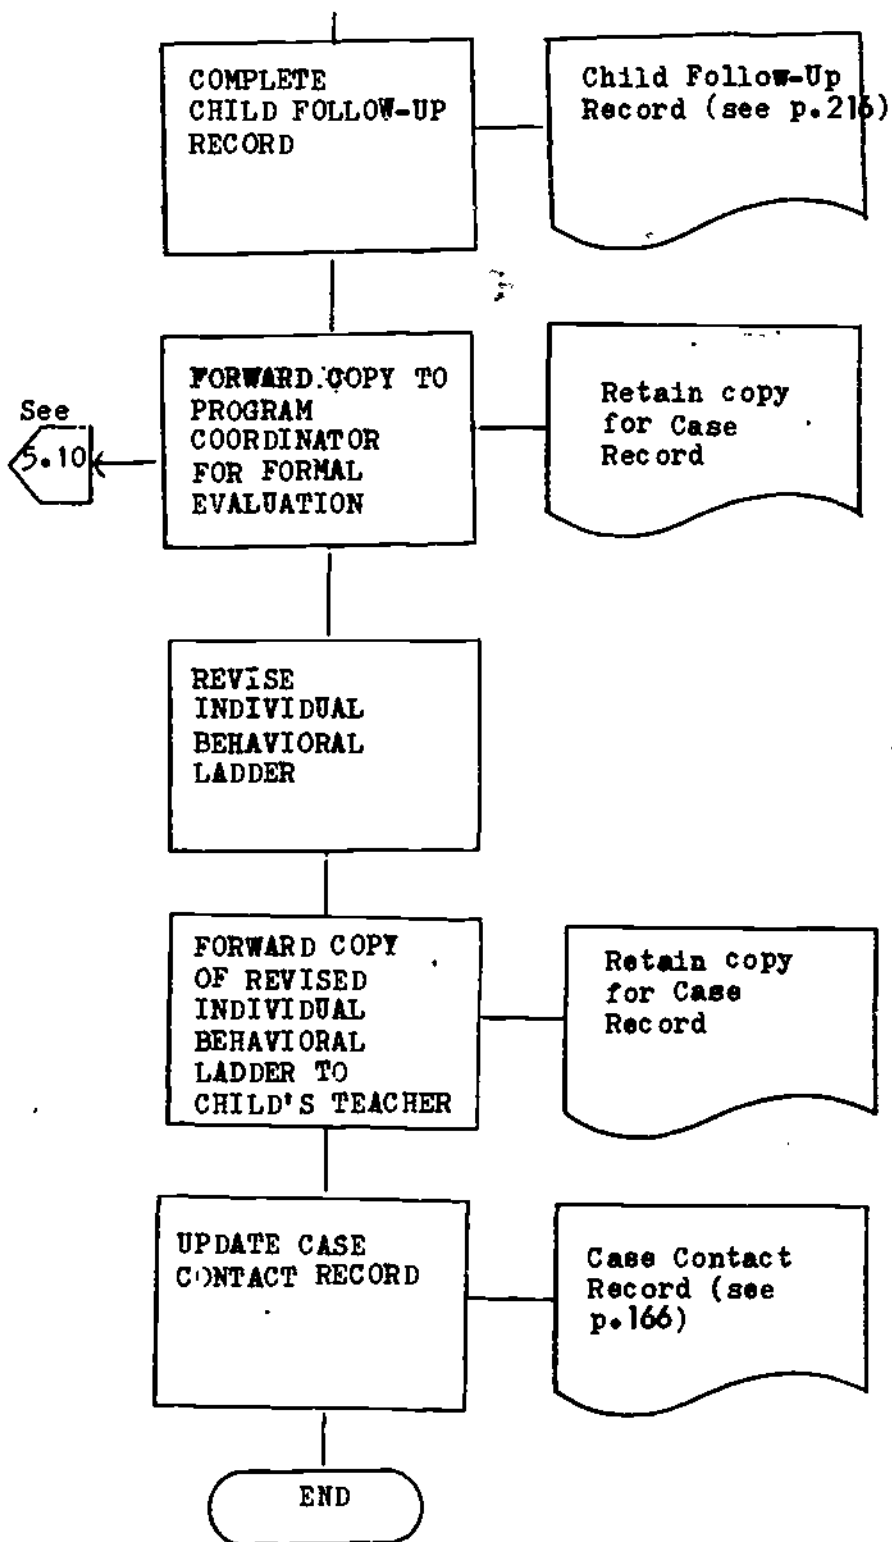 COMPLETE
CHILD FOLLOW-UP
RECORD
Child Follow-Up
Record (see p.216)
FORWARD COPY TO
PROGRAM
COORDINATOR
FOR FORMAL
EVALUATION
Retain copy
for Case
Record
See
5.10
REVISE
INDIVIDUAL
BEHAVIORAL
LADDER
FORWARD COPY
OF REVISED
INDIVIDUAL
BEHAVIORAL
LADDER TO
CHILD'S TEACHER
Retain copy
for Case
Record
UPDATE CASE
CONTACT RECORD
Case Contact
Record (see
p.166)
END